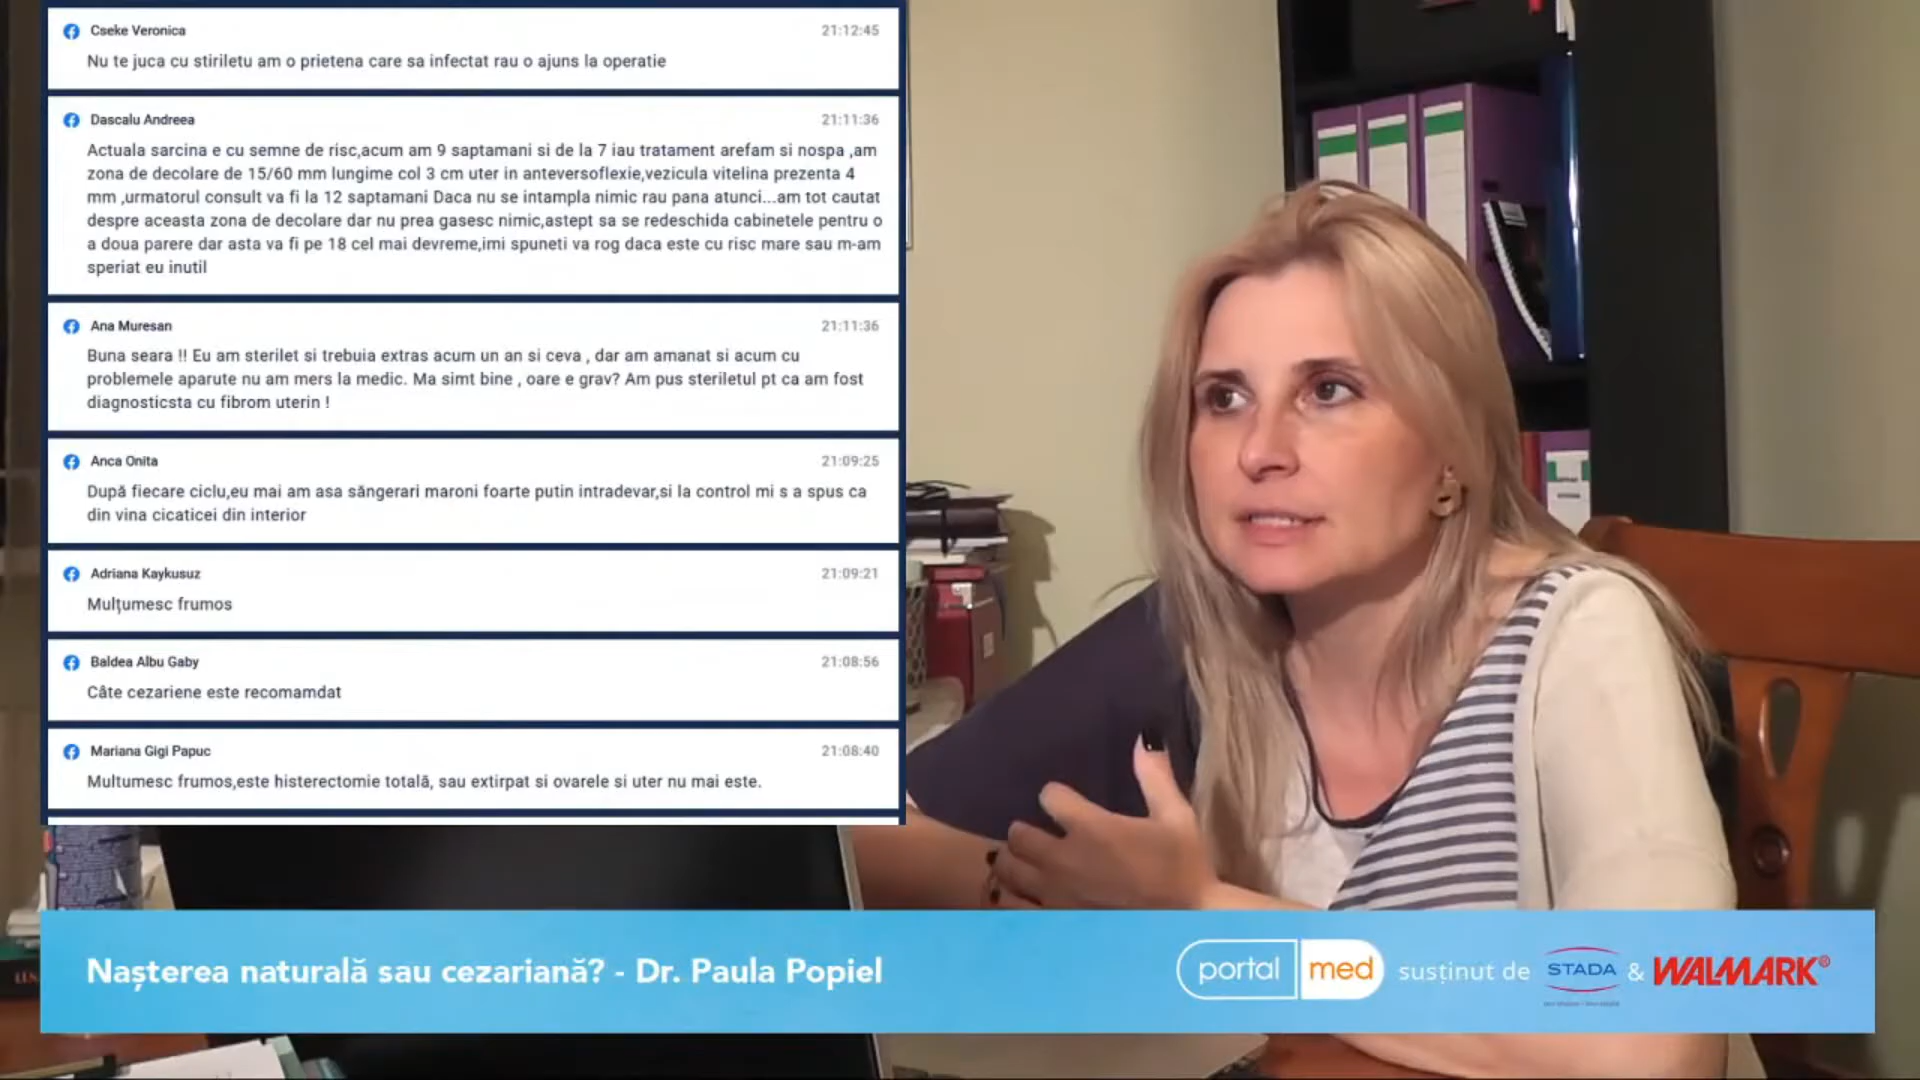 Cseke Veronica 21:12:45
Nu te juca cu stiriletu am o prietena care sa infectat rau o ajuns la operatie
Dascalu Andreea 21:11:36
Actuala sarcina e cu semne de risc,acum am 9 saptamani si de la 7 iau tratament arefam si nospa ,am
zona de decolare de 15/60 mm lungime col 3 cm uter in anteversoflexie,vezicula vitelina prezenta 4
mm ,urmatorul consult va fi la 12 saptamani Daca nu se intampla nimic rau pana atunci...am tot cautat
despre aceasta zona de decolare dar nu prea gasesc nimic,astept sa se redeschida cabinetele pentru o
a doua parere dar asta va fi pe 18 cel mai devreme,imi spuneti va rog daca este cu risc mare sau m-am
speriat eu inutil
Ana Muresan 21:11:36
Buna seara !! Eu am sterilet si trebuia extras acum un an si ceva , dar am amanat si acum cu
problemele aparute nu am mers la medic. Ma simt bine , oare e grav? Am pus steriletul pt ca am fost
diagnosticsta cu fibrom uterin !
Anca Onita 21:09:25
După fiecare ciclu,eu mai am asa săngerari maroni foarte putin intradevar,si la control mi s a spus ca
din vina cicaticei din interior
Adriana Kaykusuz 21:09:21
Mulțumesc frumos
Baldea Albu Gaby 21:08:56
Câte cezariene este recomamdat
Mariana Gigi Papuc 21:08:40
Multumesc frumos,este histerectomie totală, sau extirpat si ovarele si uter nu mai este.
Nașterea naturală sau cezariană? - Dr. Paula Popiel
portal med susținut de STADA & WALMARK®